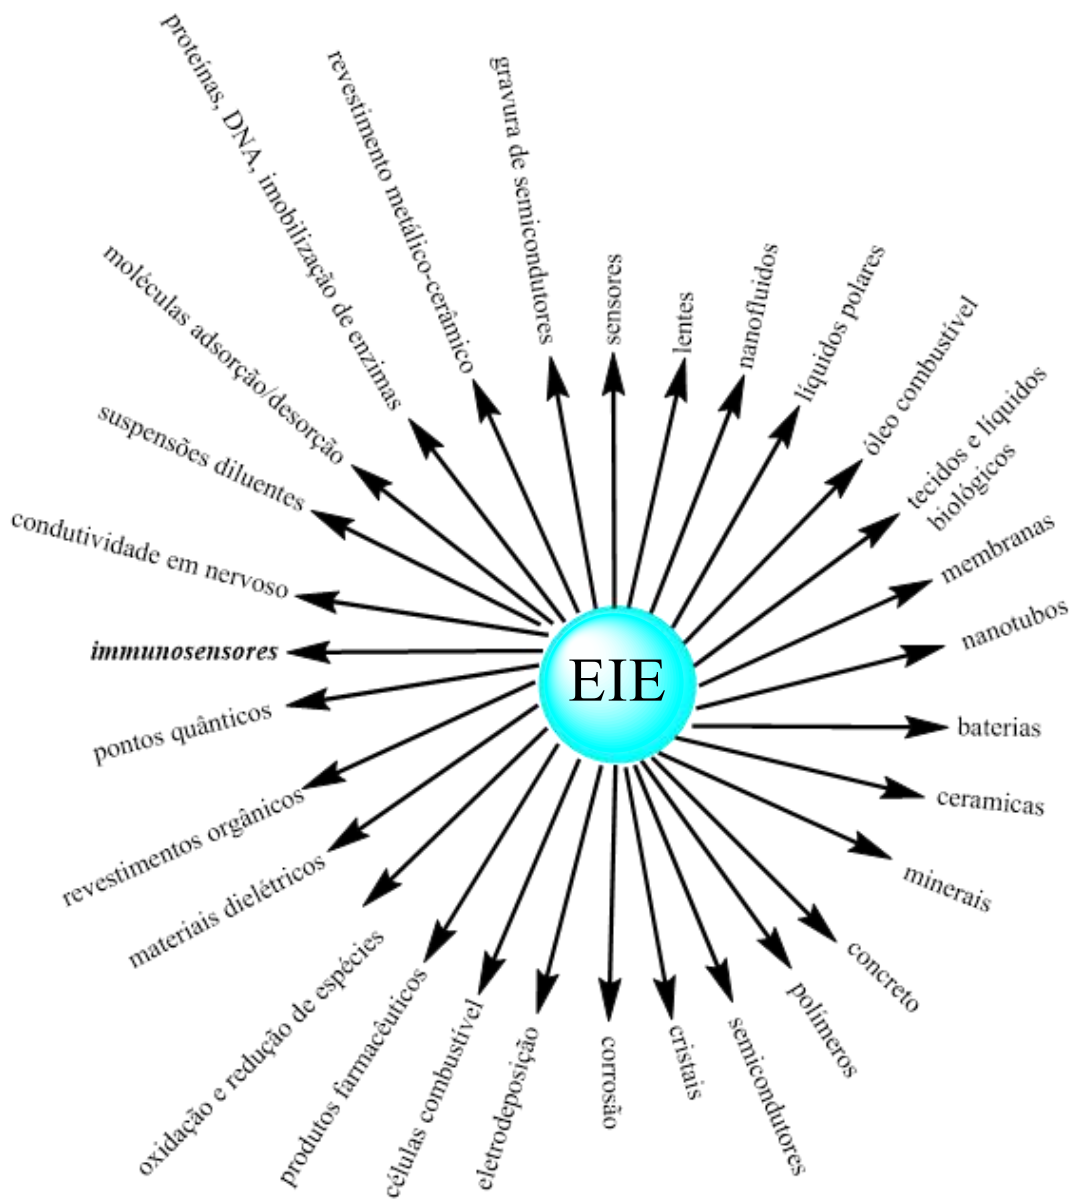 EIE
sensores
lentes
nanofluidos
líquidos polares
óleo combustível
tecidos e líquidos
biológicos
membranas
nanotubos
baterias
ceramicas
minerais
concreto
polímeros
semicondutores
cristais
corrosão
eletrodeposição
células combustível
produtos farmacêuticos
oxidação e redução de espécies
materiais dielétricos
revestimentos orgânicos
pontos quânticos
immunosensores
condutividade em nervoso
suspensões diluentes
moléculas adsorção/desorção
proteínas, DNA, imobilização de enzimas
revestimento metálico-cerâmico
gravura de semicondutores